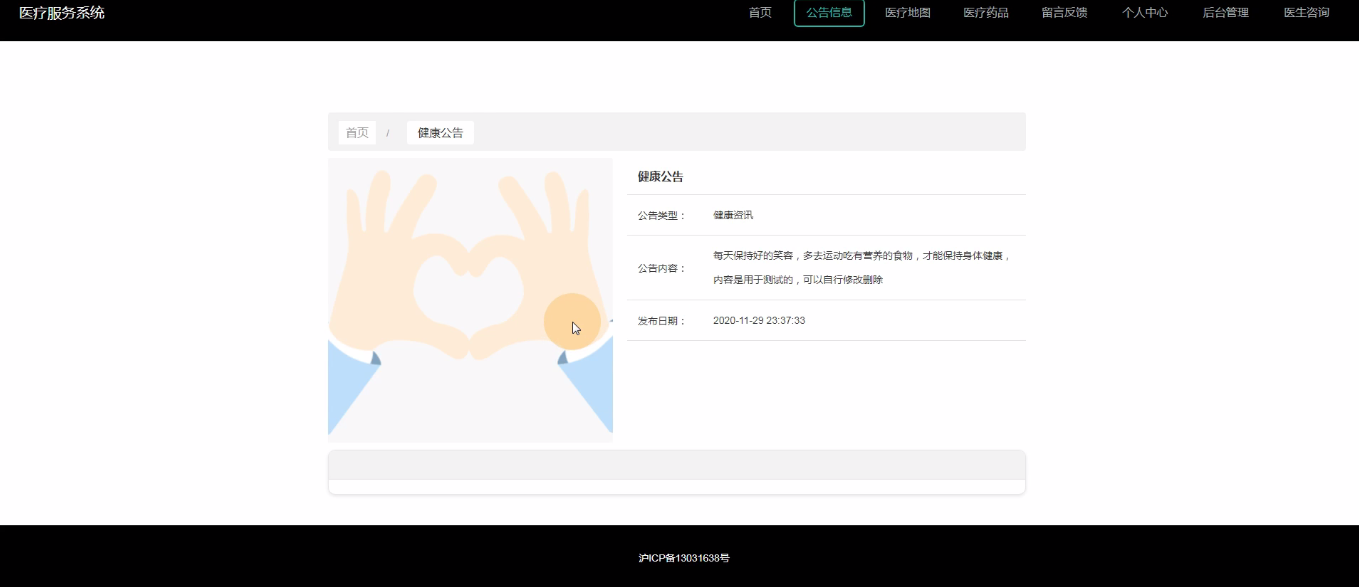 医疗服务系统
首页 公告信息 医疗地图 医疗药品 留言反馈 个人中心 后台管理 医生咨询
首页 / 健康公告
健康公告
公告类型： 健康资讯
公告内容： 每天保持好的笑容，多去运动吃有营养的食物，才能保持身体健康，
内容是用于测试的，可以自行修改删除
发布日期： 2020-11-29 23:37:33
沪ICP备13031638号